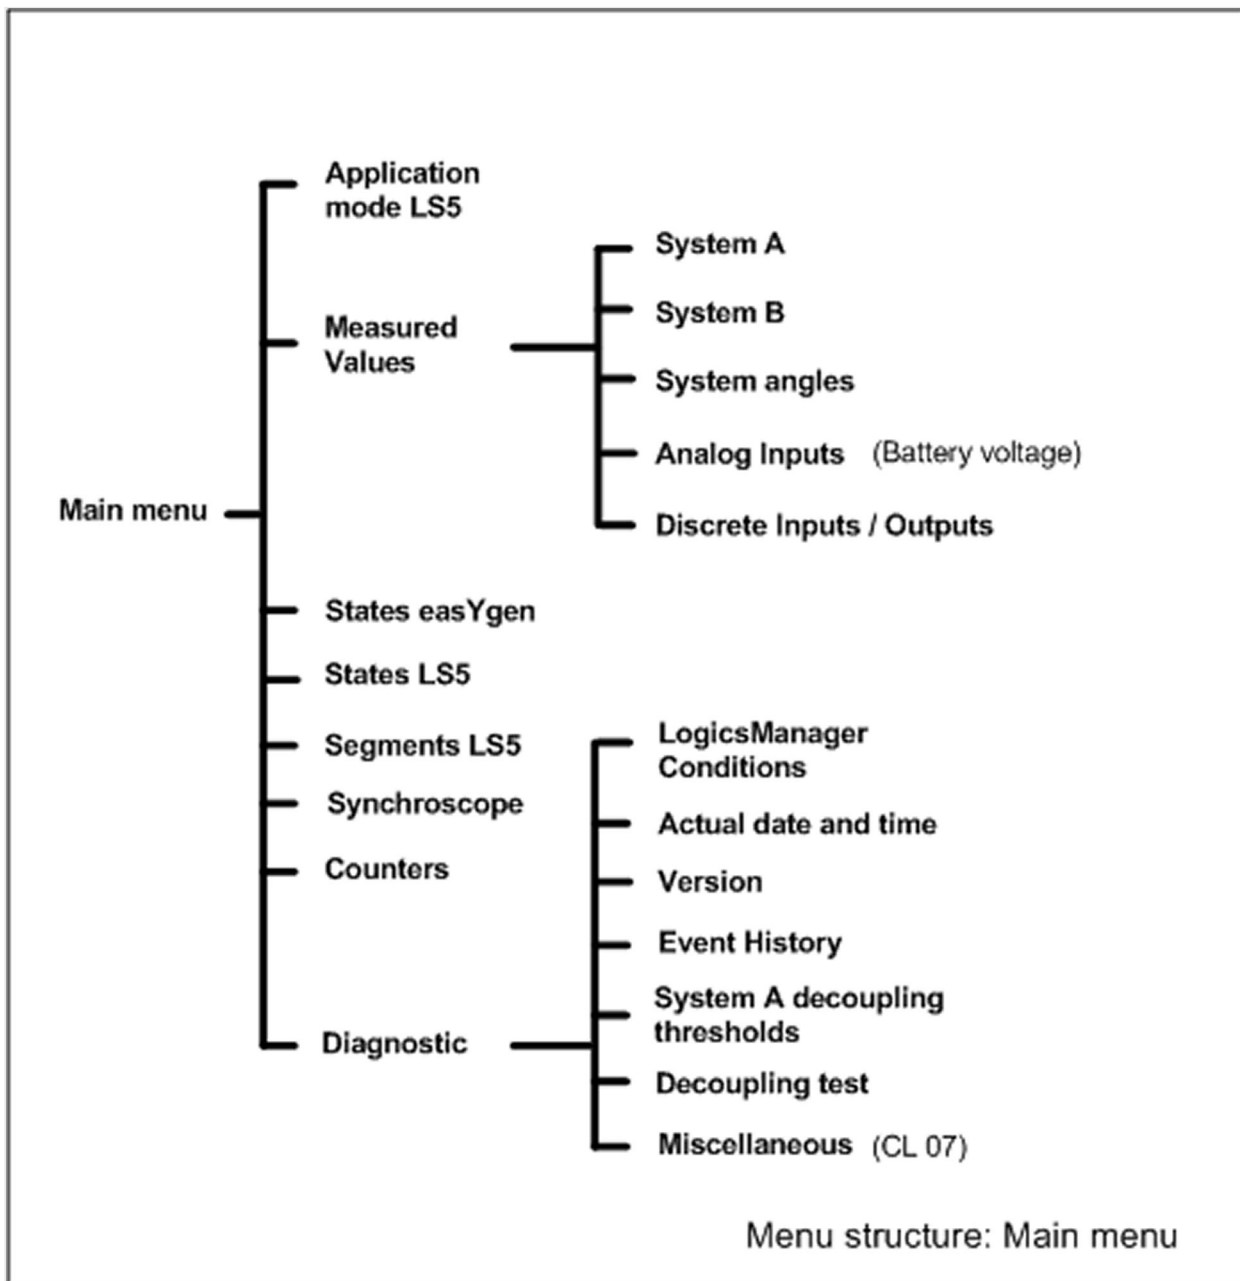 Application
mode LS5
System A
Measured
Values
System B
System angles
Analog Inputs (Battery voltage)
Main menu
Discrete Inputs / Outputs
States easYgen
States LS5
Segments LS5
LogicsManager
Conditions
Synchroscope
Actual date and time
Counters
Version
Event History
System A decoupling
thresholds
Diagnostic
Decoupling test
Miscellaneous (CL 07)
Menu structure: Main menu